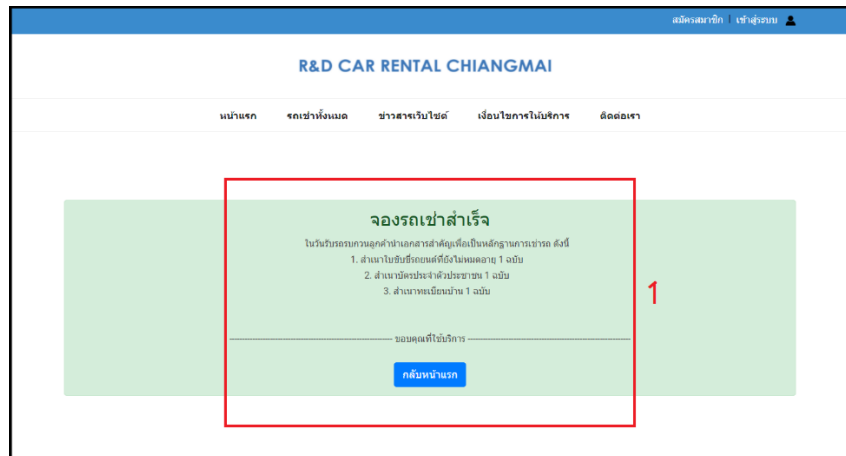 สมัครสมาชิก | เข้าสู่ระบบ
R&D CAR RENTAL CHIANGMAI
หน้าแรก รถเช่าทั้งหมด ข่าวสารเว็บไซต์ เงื่อนไขการให้บริการ ติดต่อเรา
จองรถเช่าสำเร็จ
ในวันรับรถรบกวนลูกค้านำเอกสารสำคัญเพื่อเป็นหลักฐานการเช่ารถ ดังนี้
1. สำเนาใบขับขี่รถยนต์ที่ยังไม่หมดอายุ 1 ฉบับ
2. สำเนาบัตรประจำตัวประชาชน 1 ฉบับ
3. สำเนาทะเบียนบ้าน 1 ฉบับ
1
ขอบคุณที่ใช้บริการ
กลับหน้าแรก